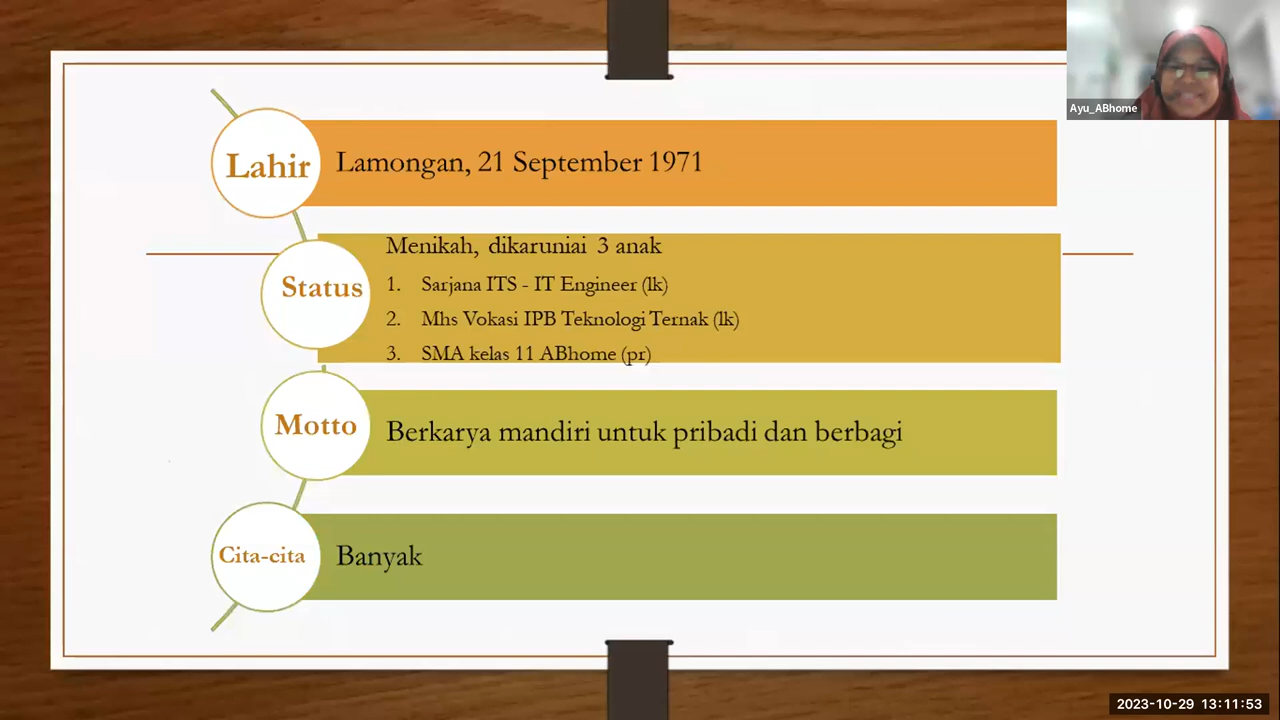 Ayu_ABhome
Lahir
Lamongan, 21 September 1971
Status
Menikah, dikaruniai 3 anak
1. Sarjana ITS - IT Engineer (lk)
2. Mhs Vokasi IPB Teknologi Ternak (lk)
3. SMA kelas 11 ABhome (pr)
Motto
Berkarya mandiri untuk pribadi dan berbagi
Cita-cita
Banyak
2023-10-29 13:11:53